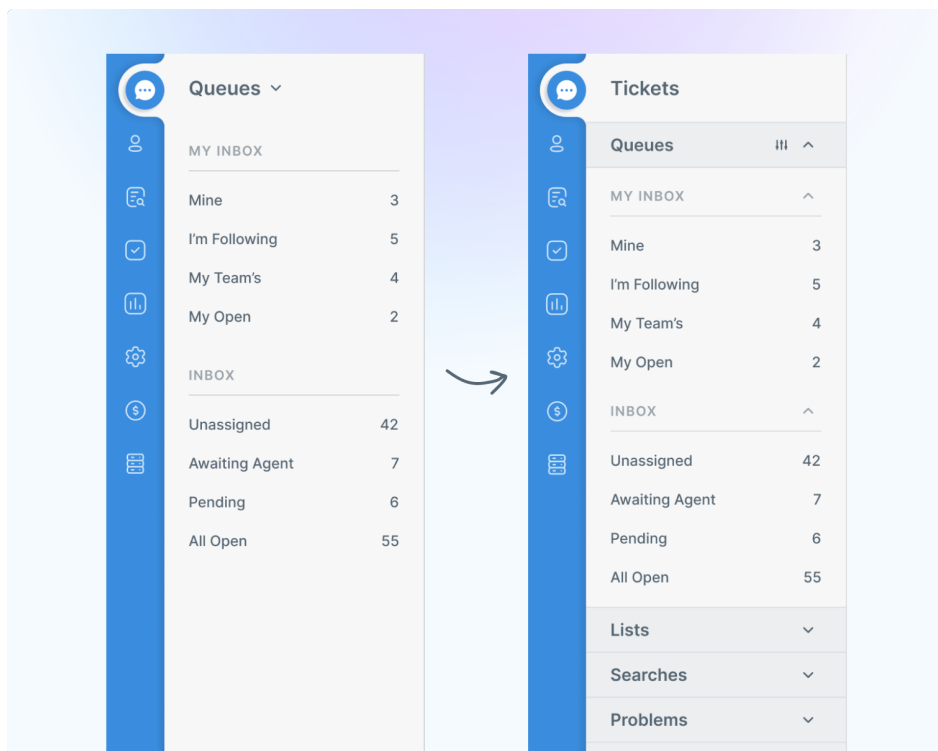 Queues
MY INBOX
Mine 3
I'm Following 5
My Team's 4
My Open 2
INBOX
Unassigned 42
Awaiting Agent 7
Pending 6
All Open 55
Tickets
Queues
MY INBOX
Mine 3
I'm Following 5
My Team's 4
My Open 2
INBOX
Unassigned 42
Awaiting Agent 7
Pending 6
All Open 55
Lists
Searches
Problems